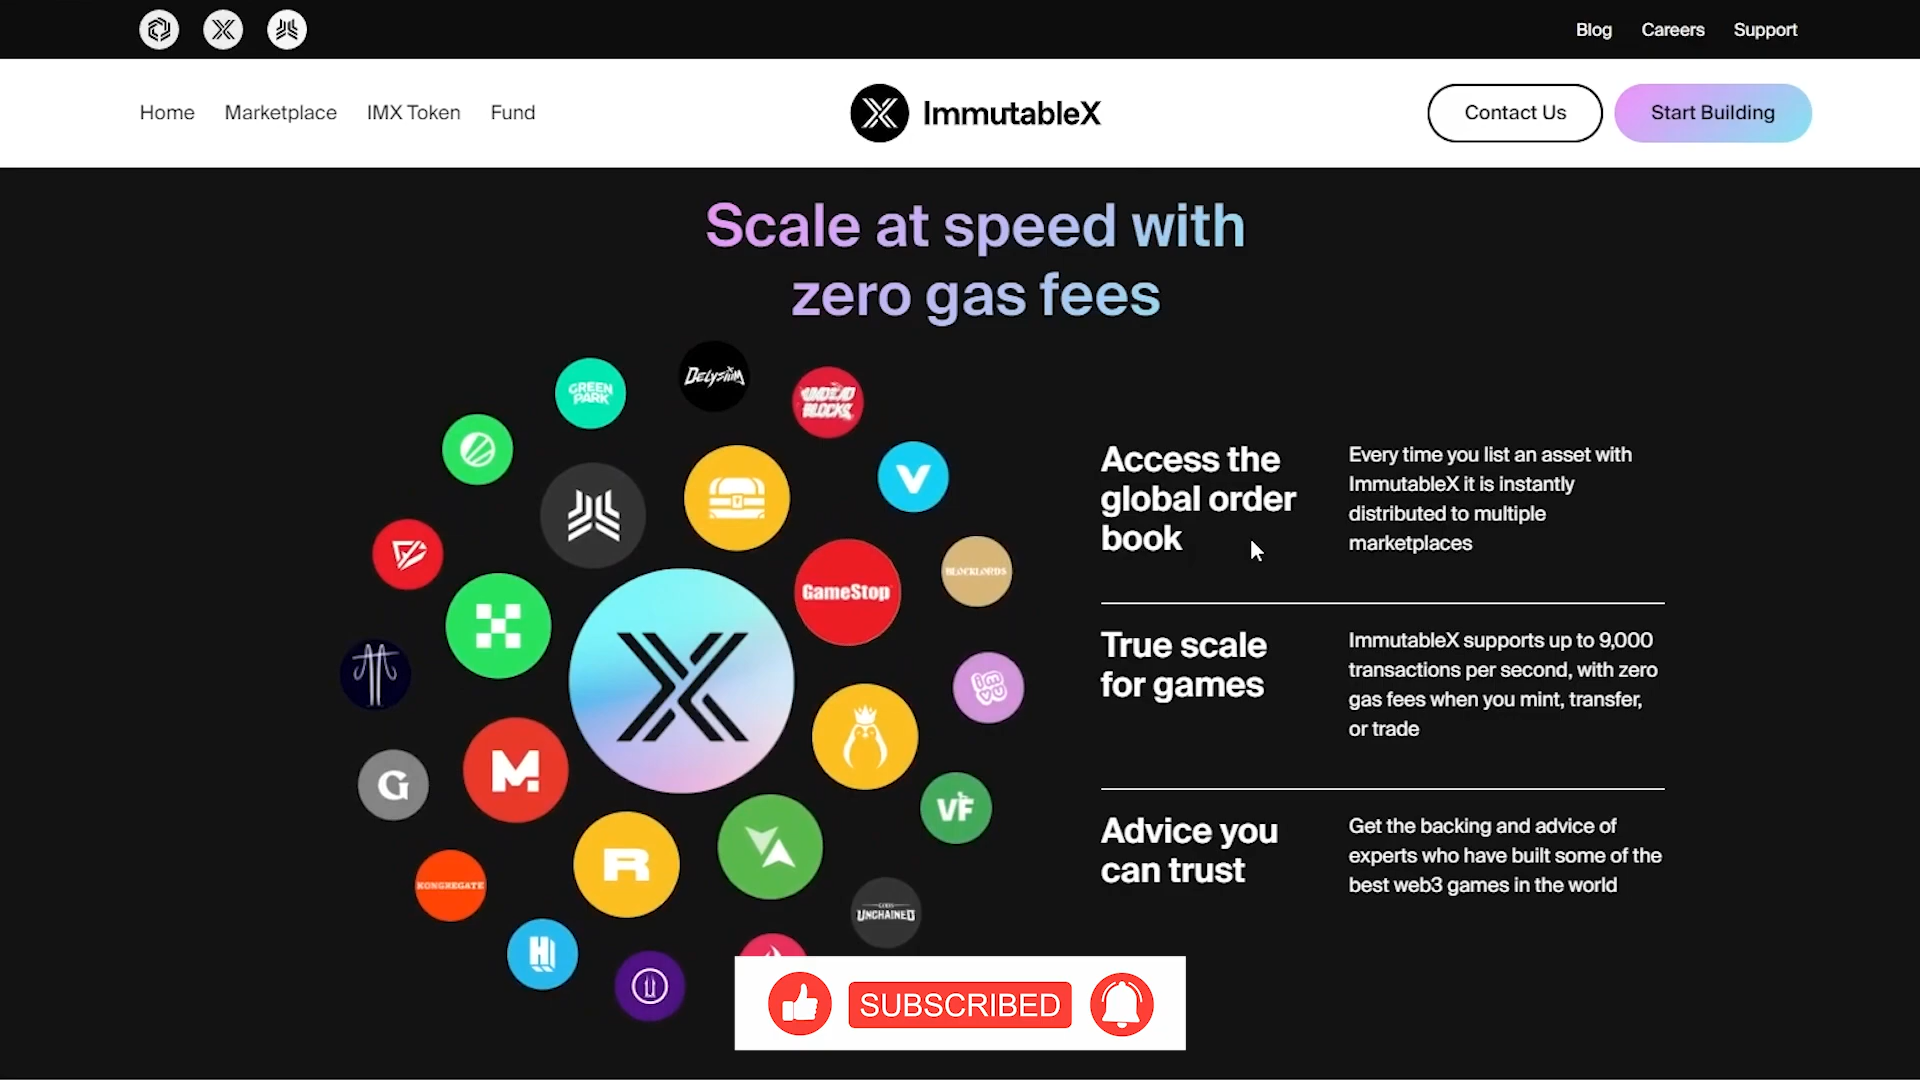 Blog
Careers
Support
Home
Marketplace
IMX Token
Fund
ImmutableX
Contact Us
Start Building
Scale at speed with
zero gas fees
GREEN
PARK
DELYSIUM
UNDEAD
BLOCKS
V
GameStop
BLOCKLORDS
imvu
M
G
VF
R
KONGREGATE
UNCHAINED
H
Access the
global order
book
Every time you list an asset with
ImmutableX it is instantly
distributed to multiple
marketplaces
True scale
for games
ImmutableX supports up to 9,000
transactions per second, with zero
gas fees when you mint, transfer,
or trade
Advice you
can trust
Get the backing and advice of
experts who have built some of the
best web3 games in the world
SUBSCRIBED